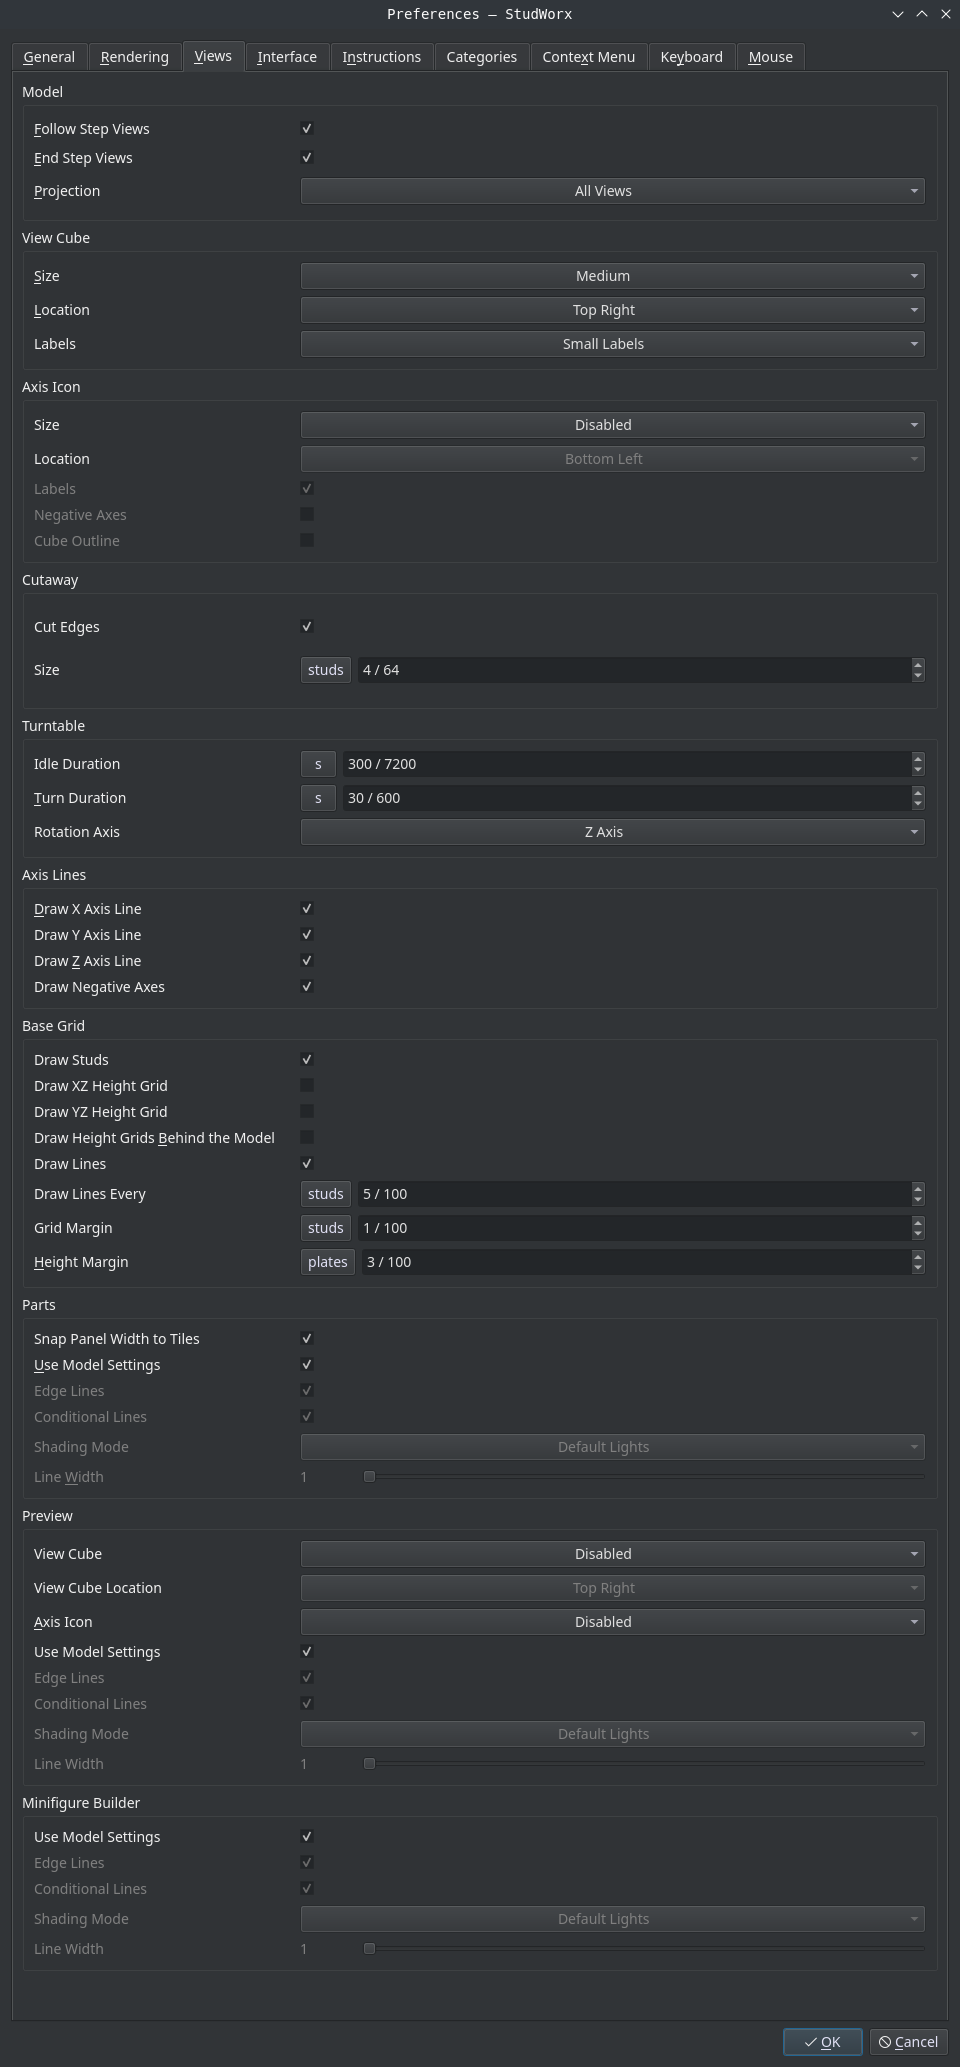 Preferences — StudWorx
General Rendering Views Interface Instructions Categories Context Menu Keyboard Mouse
Model
Follow Step Views
End Step Views
Projection All Views
View Cube
Size Medium
Location Top Right
Labels Small Labels
Axis Icon
Size Disabled
Location Bottom Left
Labels
Negative Axes
Cube Outline
Cutaway
Cut Edges
Size studs 4 / 64
Turntable
Idle Duration s 300 / 7200
Turn Duration s 30 / 600
Rotation Axis Z Axis
Axis Lines
Draw X Axis Line
Draw Y Axis Line
Draw Z Axis Line
Draw Negative Axes
Base Grid
Draw Studs
Draw XZ Height Grid
Draw YZ Height Grid
Draw Height Grids Behind the Model
Draw Lines
Draw Lines Every studs 5 / 100
Grid Margin studs 1 / 100
Height Margin plates 3 / 100
Parts
Snap Panel Width to Tiles
Use Model Settings
Edge Lines
Conditional Lines
Shading Mode Default Lights
Line Width 1
Preview
View Cube Disabled
View Cube Location Top Right
Axis Icon Disabled
Use Model Settings
Edge Lines
Conditional Lines
Shading Mode Default Lights
Line Width 1
Minifigure Builder
Use Model Settings
Edge Lines
Conditional Lines
Shading Mode Default Lights
Line Width 1
OK Cancel